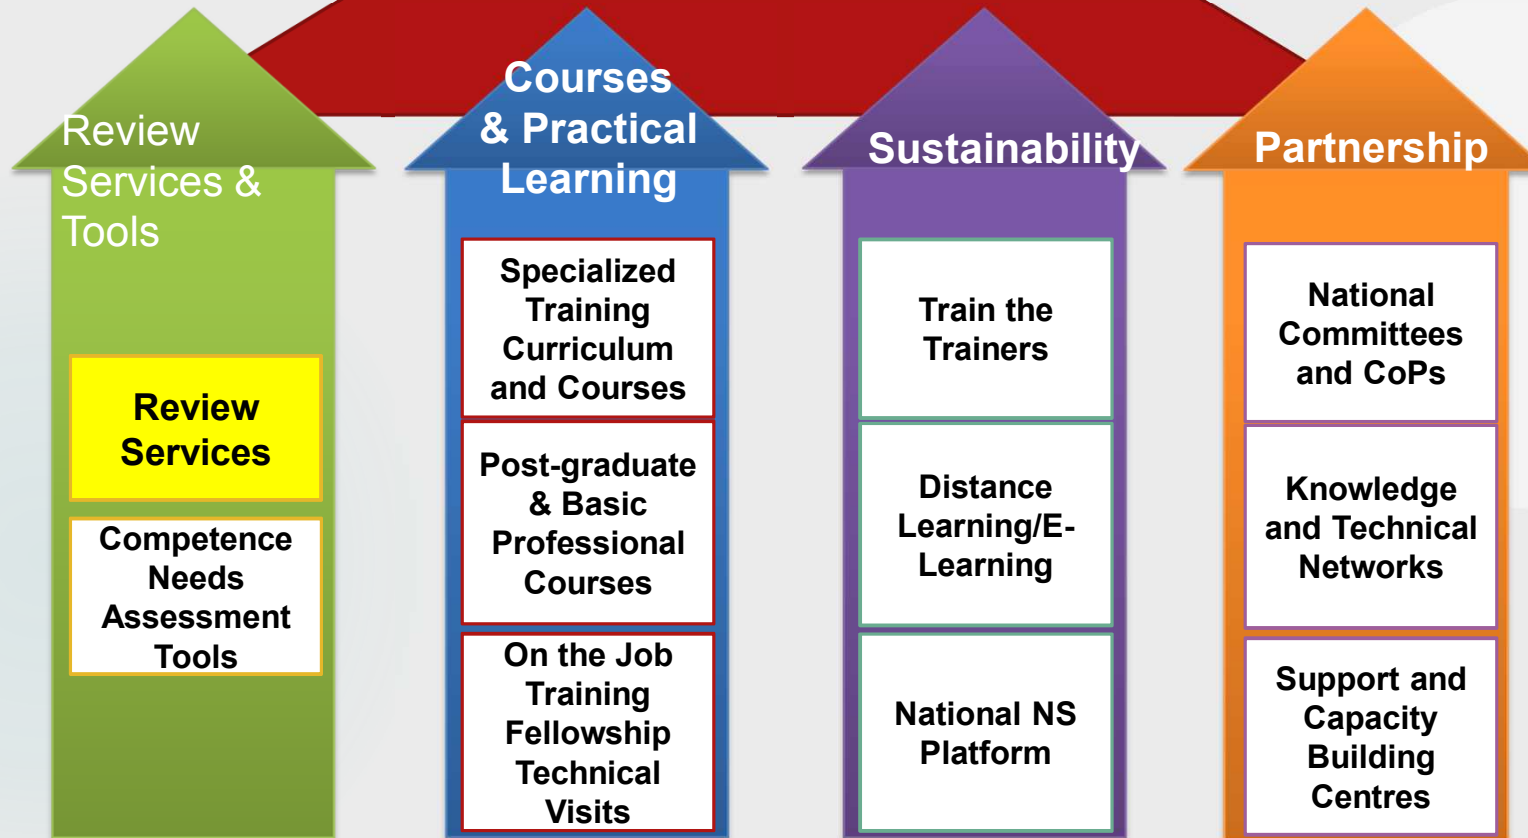 Review
Services &
Tools
Review
Services
Competence
Needs
Assessment
Tools
Courses
& Practical
Learning
Specialized
Training
Curriculum
and Courses
Post-graduate
& Basic
Professional
Courses
On the Job
Training
Fellowship
Technical
Visits
Sustainability
Train the
Trainers
Distance
Learning/E-
Learning
National NS
Platform
Partnership
National
Committees
and CoPs
Knowledge
and Technical
Networks
Support and
Capacity
Building
Centres